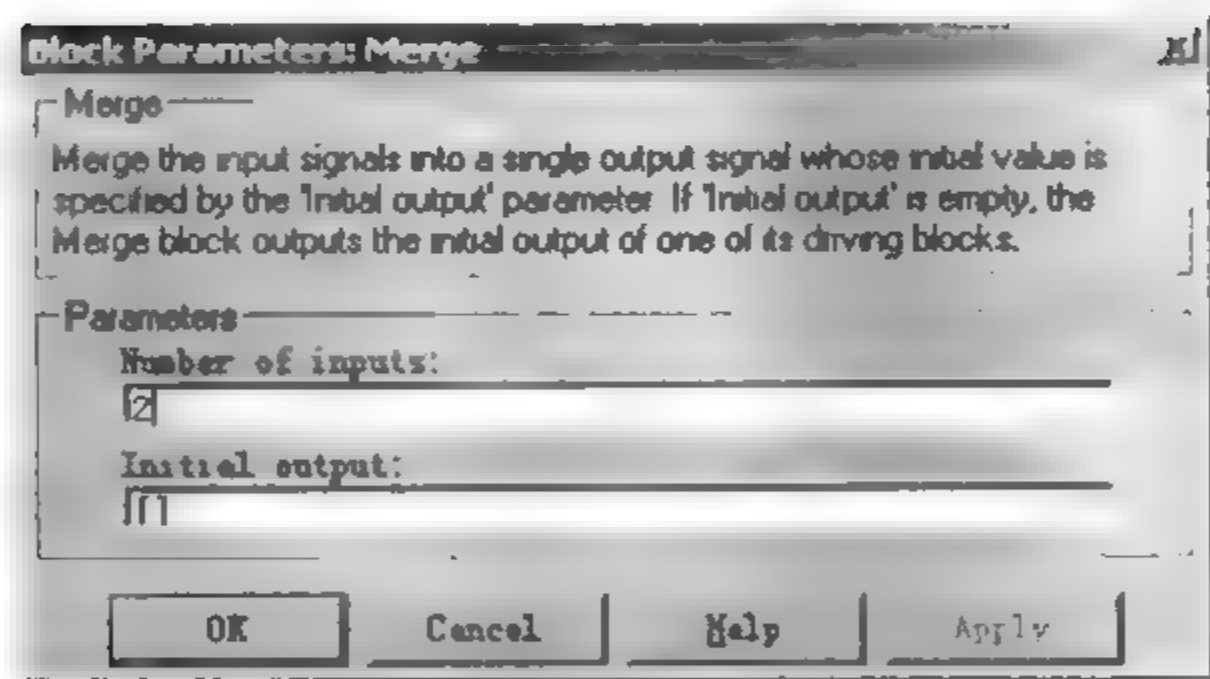 Block Parameters: Merge
Merge
Merge the input signals into a single output signal whose initial value is
specified by the 'Initial output' parameter. If 'Initial output' is empty, the
Merge block outputs the initial output of one of its driving blocks.
Parameters
Number of inputs:
2
Initial output:
[]
OK
Cancel
Help
Apply